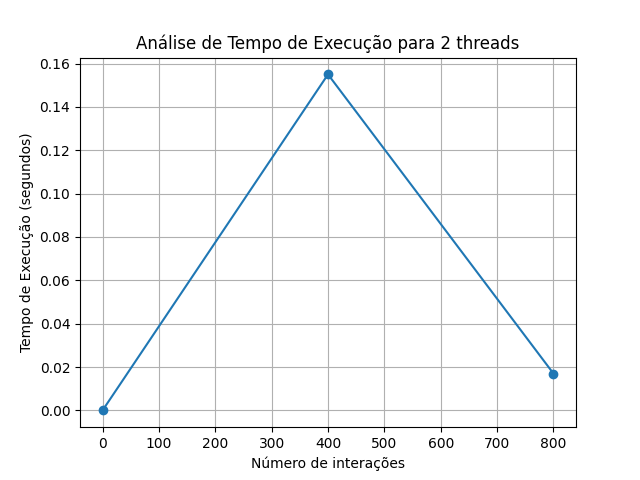 Análise de Tempo de Execução para 2 threads
Tempo de Execução (segundos)
0.16
0.14
0.12
0.10
0.08
0.06
0.04
0.02
0.00
0 100 200 300 400 500 600 700 800
Número de interações